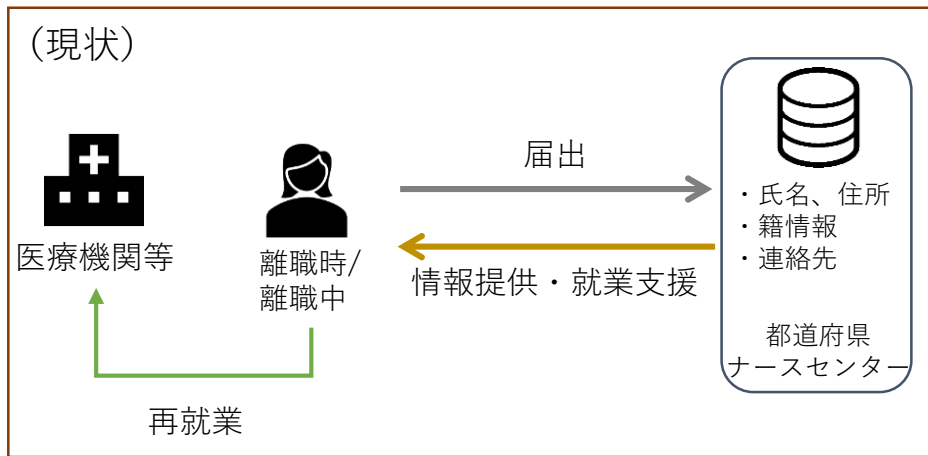 （現状）
医療機関等
離職時/
離職中
届出
情報提供・就業支援
・氏名、住所
・籍情報
・連絡先
都道府県
ナースセンター
再就業